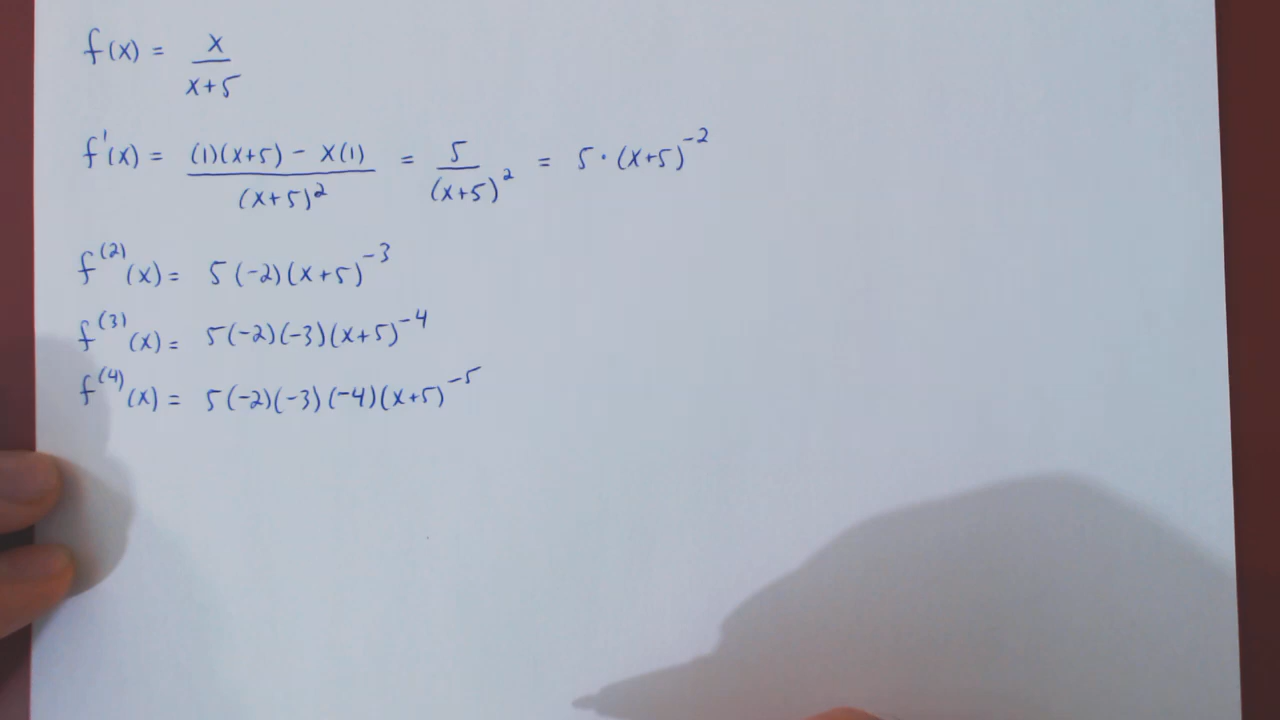 f(x) = x/(x+5)
f'(x) = ((1)(x+5) - x(1))/(x+5)² = 5/(x+5)² = 5·(x+5)⁻²
f⁽²⁾(x) = 5(-2)(x+5)⁻³
f⁽³⁾(x) = 5(-2)(-3)(x+5)⁻⁴
f⁽⁴⁾(x) = 5(-2)(-3)(-4)(x+5)⁻⁵